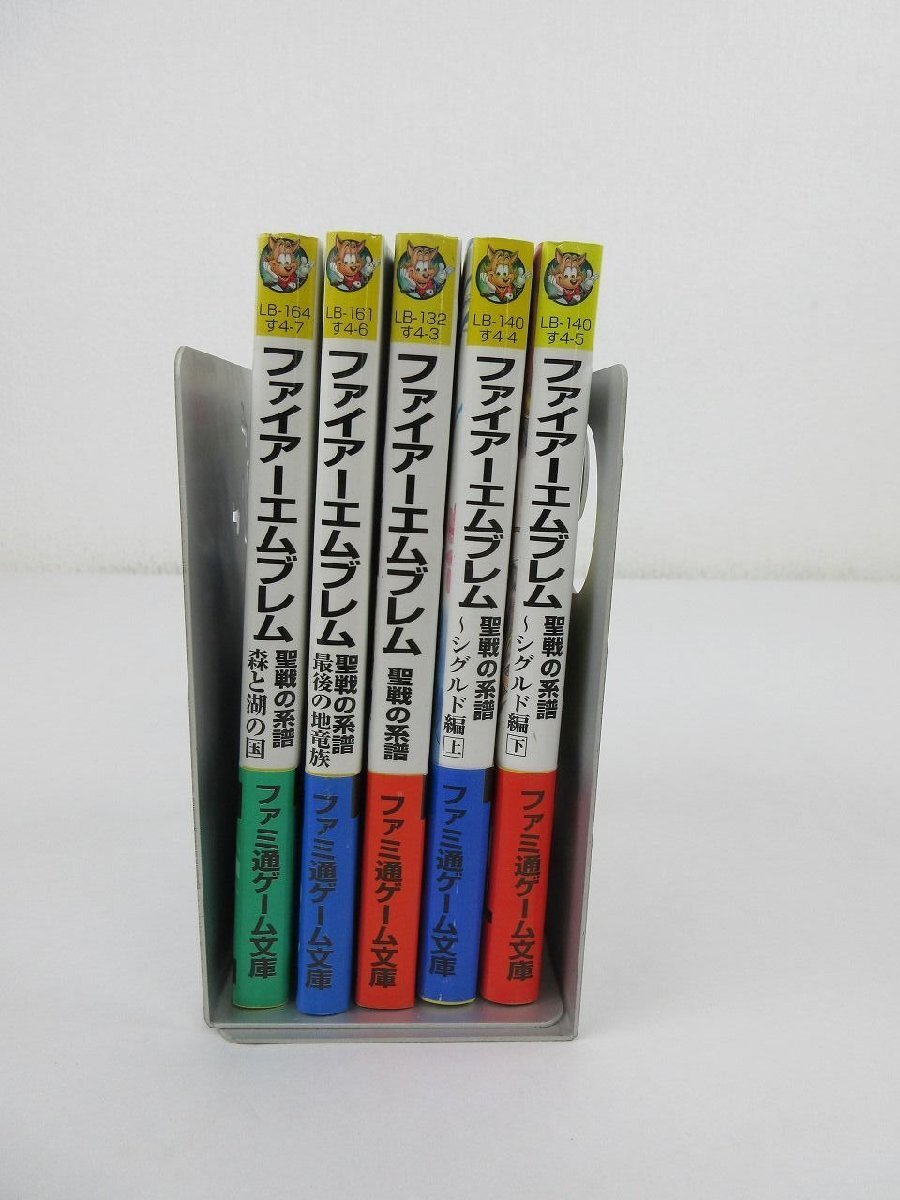 LB-164
す4-7
ファイアーエムブレム
聖戦の系譜
森と湖の国
ファミ通ゲーム文庫
LB-161
す4-6
ファイアーエムブレム
聖戦の系譜
最後の地竜族
ファミ通ゲーム文庫
LB-132
す4-3
ファイアーエムブレム
聖戦の系譜
ファミ通ゲーム文庫
LB-140
す4-4
ファイアーエムブレム
聖戦の系譜
～シグルド編 上
ファミ通ゲーム文庫
LB-140
す4-5
ファイアーエムブレム
聖戦の系譜
～シグルド編 下
ファミ通ゲーム文庫